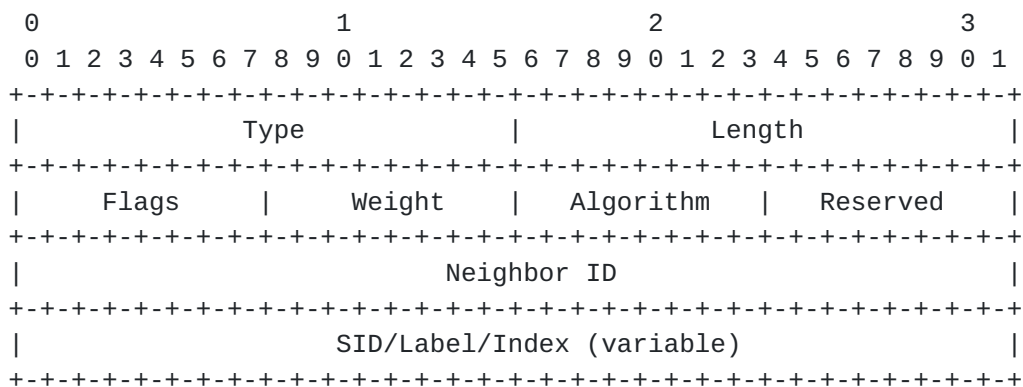 0                   1                   2                   3
0 1 2 3 4 5 6 7 8 9 0 1 2 3 4 5 6 7 8 9 0 1 2 3 4 5 6 7 8 9 0 1
+-+-+-+-+-+-+-+-+-+-+-+-+-+-+-+-+-+-+-+-+-+-+-+-+-+-+-+-+-+-+-+-+
|              Type             |            Length             |
+-+-+-+-+-+-+-+-+-+-+-+-+-+-+-+-+-+-+-+-+-+-+-+-+-+-+-+-+-+-+-+-+
|     Flags     |     Weight    |   Algorithm   |   Reserved    |
+-+-+-+-+-+-+-+-+-+-+-+-+-+-+-+-+-+-+-+-+-+-+-+-+-+-+-+-+-+-+-+-+
|                           Neighbor ID                         |
+-+-+-+-+-+-+-+-+-+-+-+-+-+-+-+-+-+-+-+-+-+-+-+-+-+-+-+-+-+-+-+-+
|                    SID/Label/Index (variable)                 |
+-+-+-+-+-+-+-+-+-+-+-+-+-+-+-+-+-+-+-+-+-+-+-+-+-+-+-+-+-+-+-+-+